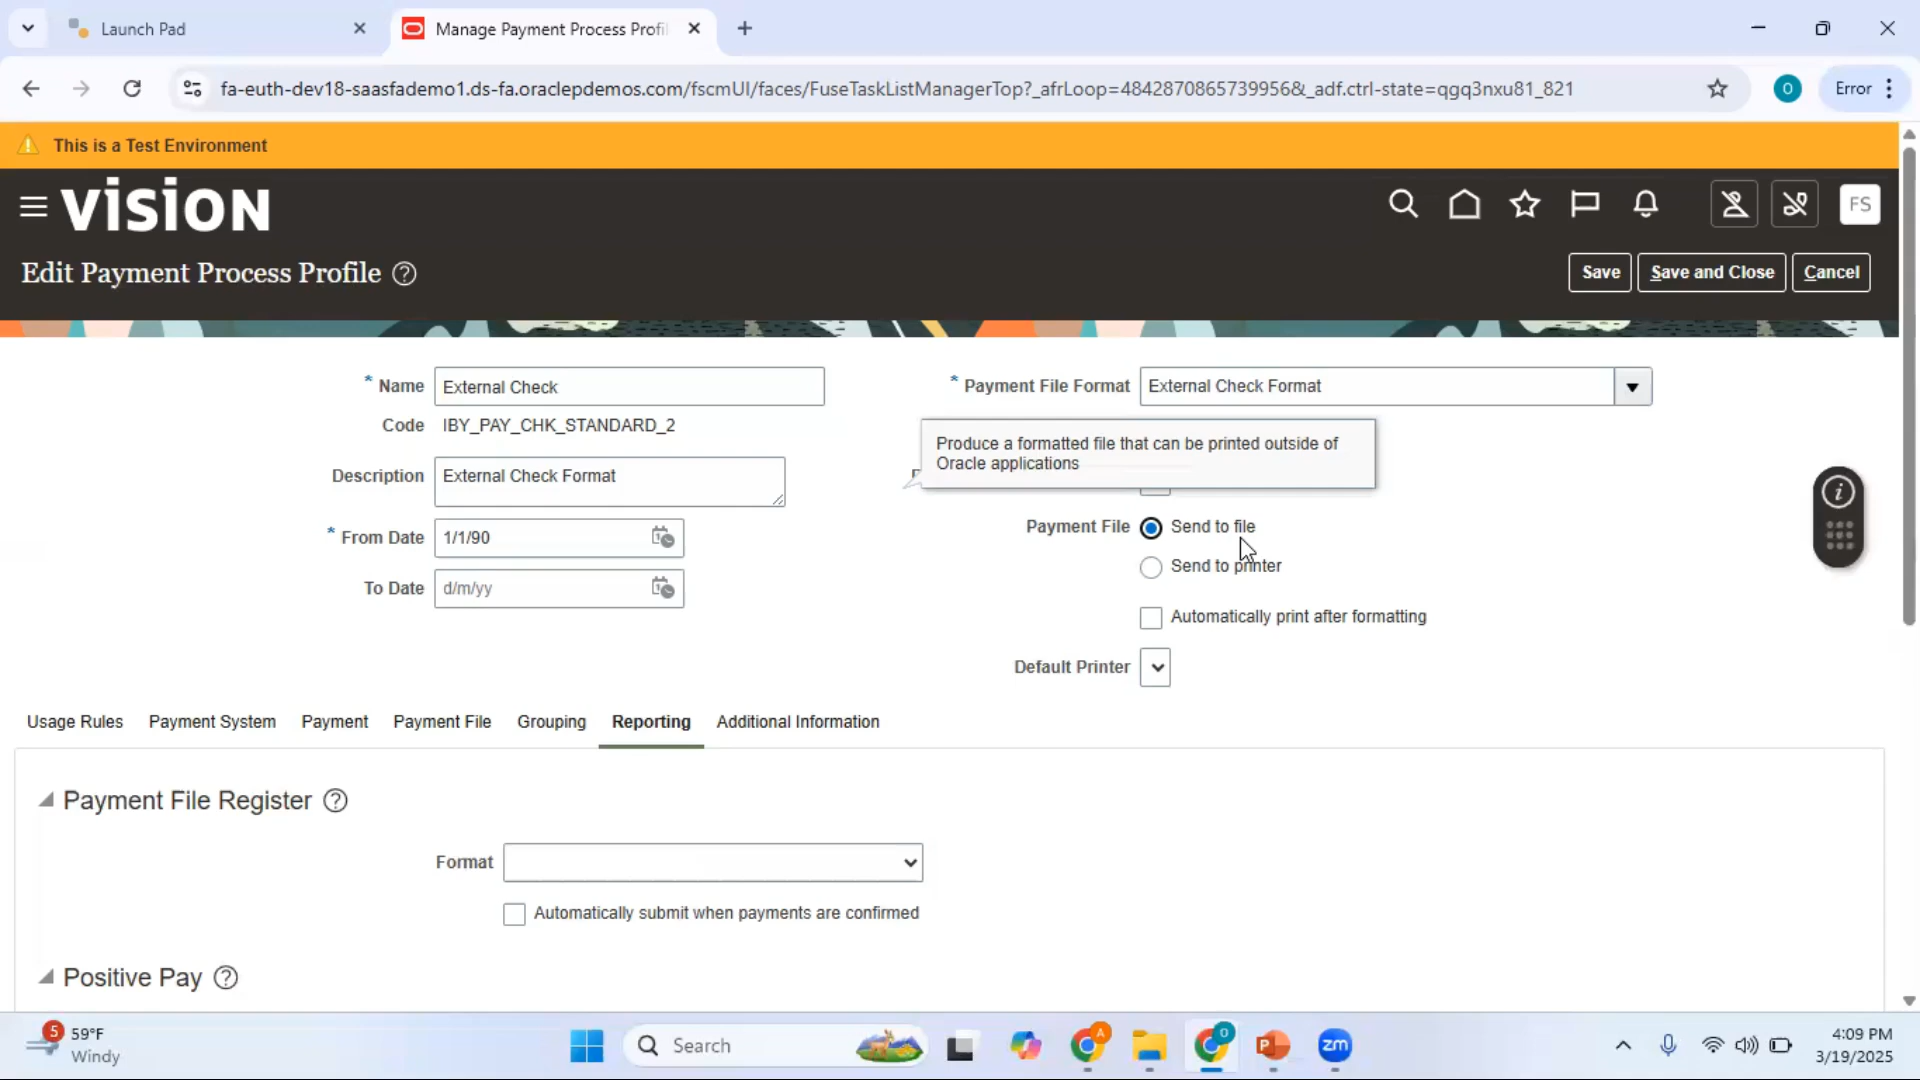 Launch Pad
Manage Payment Process Profi
fa-euth-dev18-saasfademo1.ds-fa.oraclepdemos.com/fscmUI/faces/FuseTaskListManagerTop?_afrLoop=4842870865739956&_adf.ctrl-state=qgq3nxu81_821
O
Error
This is a Test Environment
VISION
FS
Edit Payment Process Profile
Save
Save and Close
Cancel
* Name External Check
Code IBY_PAY_CHK_STANDARD_2
Description External Check Format
* From Date 1/1/90
To Date d/m/yy
* Payment File Format External Check Format
Produce a formatted file that can be printed outside of
Oracle applications
Payment File Send to file
Send to printer
Automatically print after formatting
Default Printer
Usage Rules Payment System Payment Payment File Grouping Reporting Additional Information
Payment File Register
Format
Automatically submit when payments are confirmed
Positive Pay
5
59°F
Windy
Search
A
O
P
zm
4:09 PM
3/19/2025